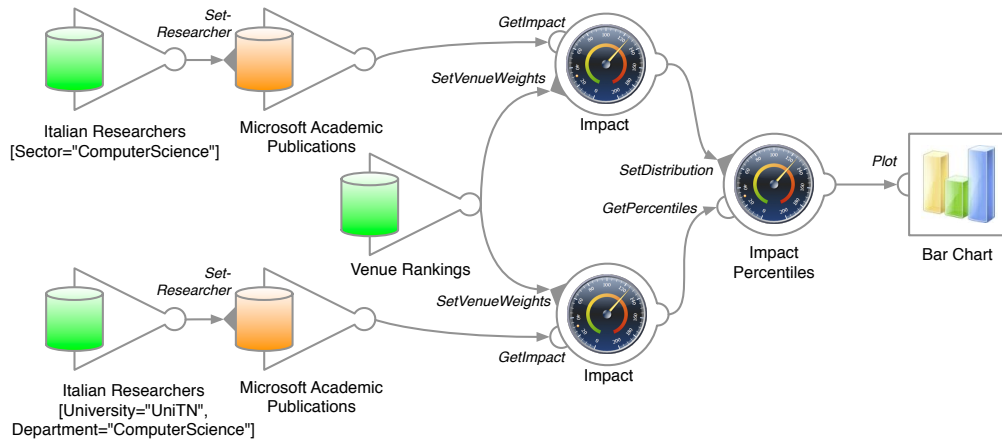 Set-
Researcher
GetImpact
SetVenueWeights
Impact
Italian Researchers
[Sector="ComputerScience"]
Microsoft Academic
Publications
SetDistribution
Plot
GetPercentiles
Venue Rankings
Impact
Percentiles
Bar Chart
Set-
Researcher
SetVenueWeights
GetImpact
Impact
Italian Researchers
[University="UniTN",
Department="ComputerScience"]
Microsoft Academic
Publications